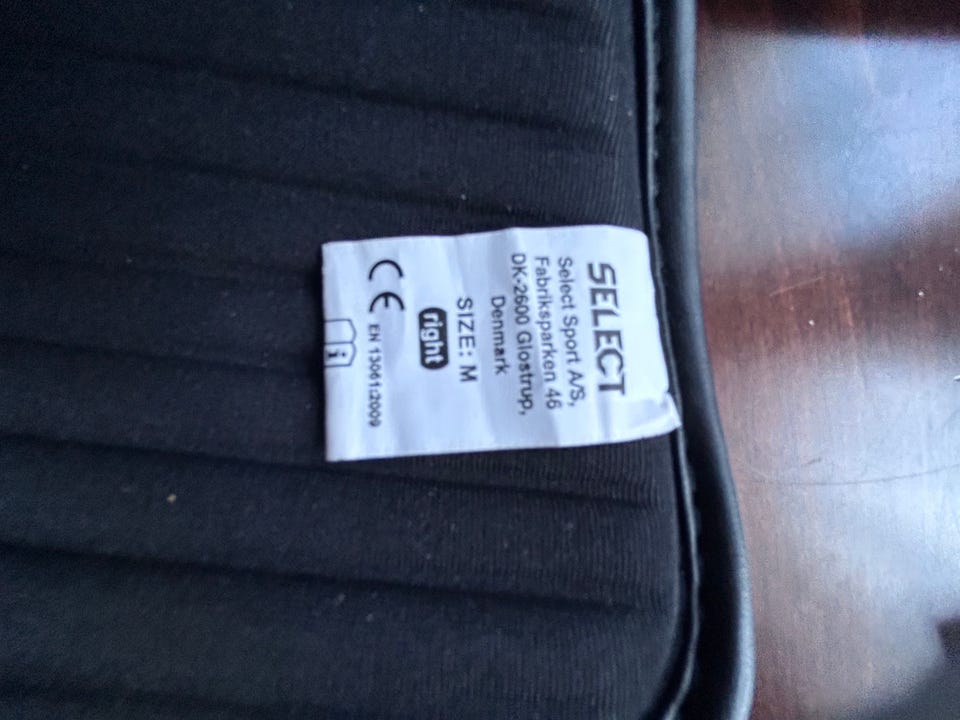 SELECT
Select Sport A/S,
Fabriksparken 46
DK-2600 Glostrup,
Denmark
SIZE: M
right
CE EN 13061:2009
i